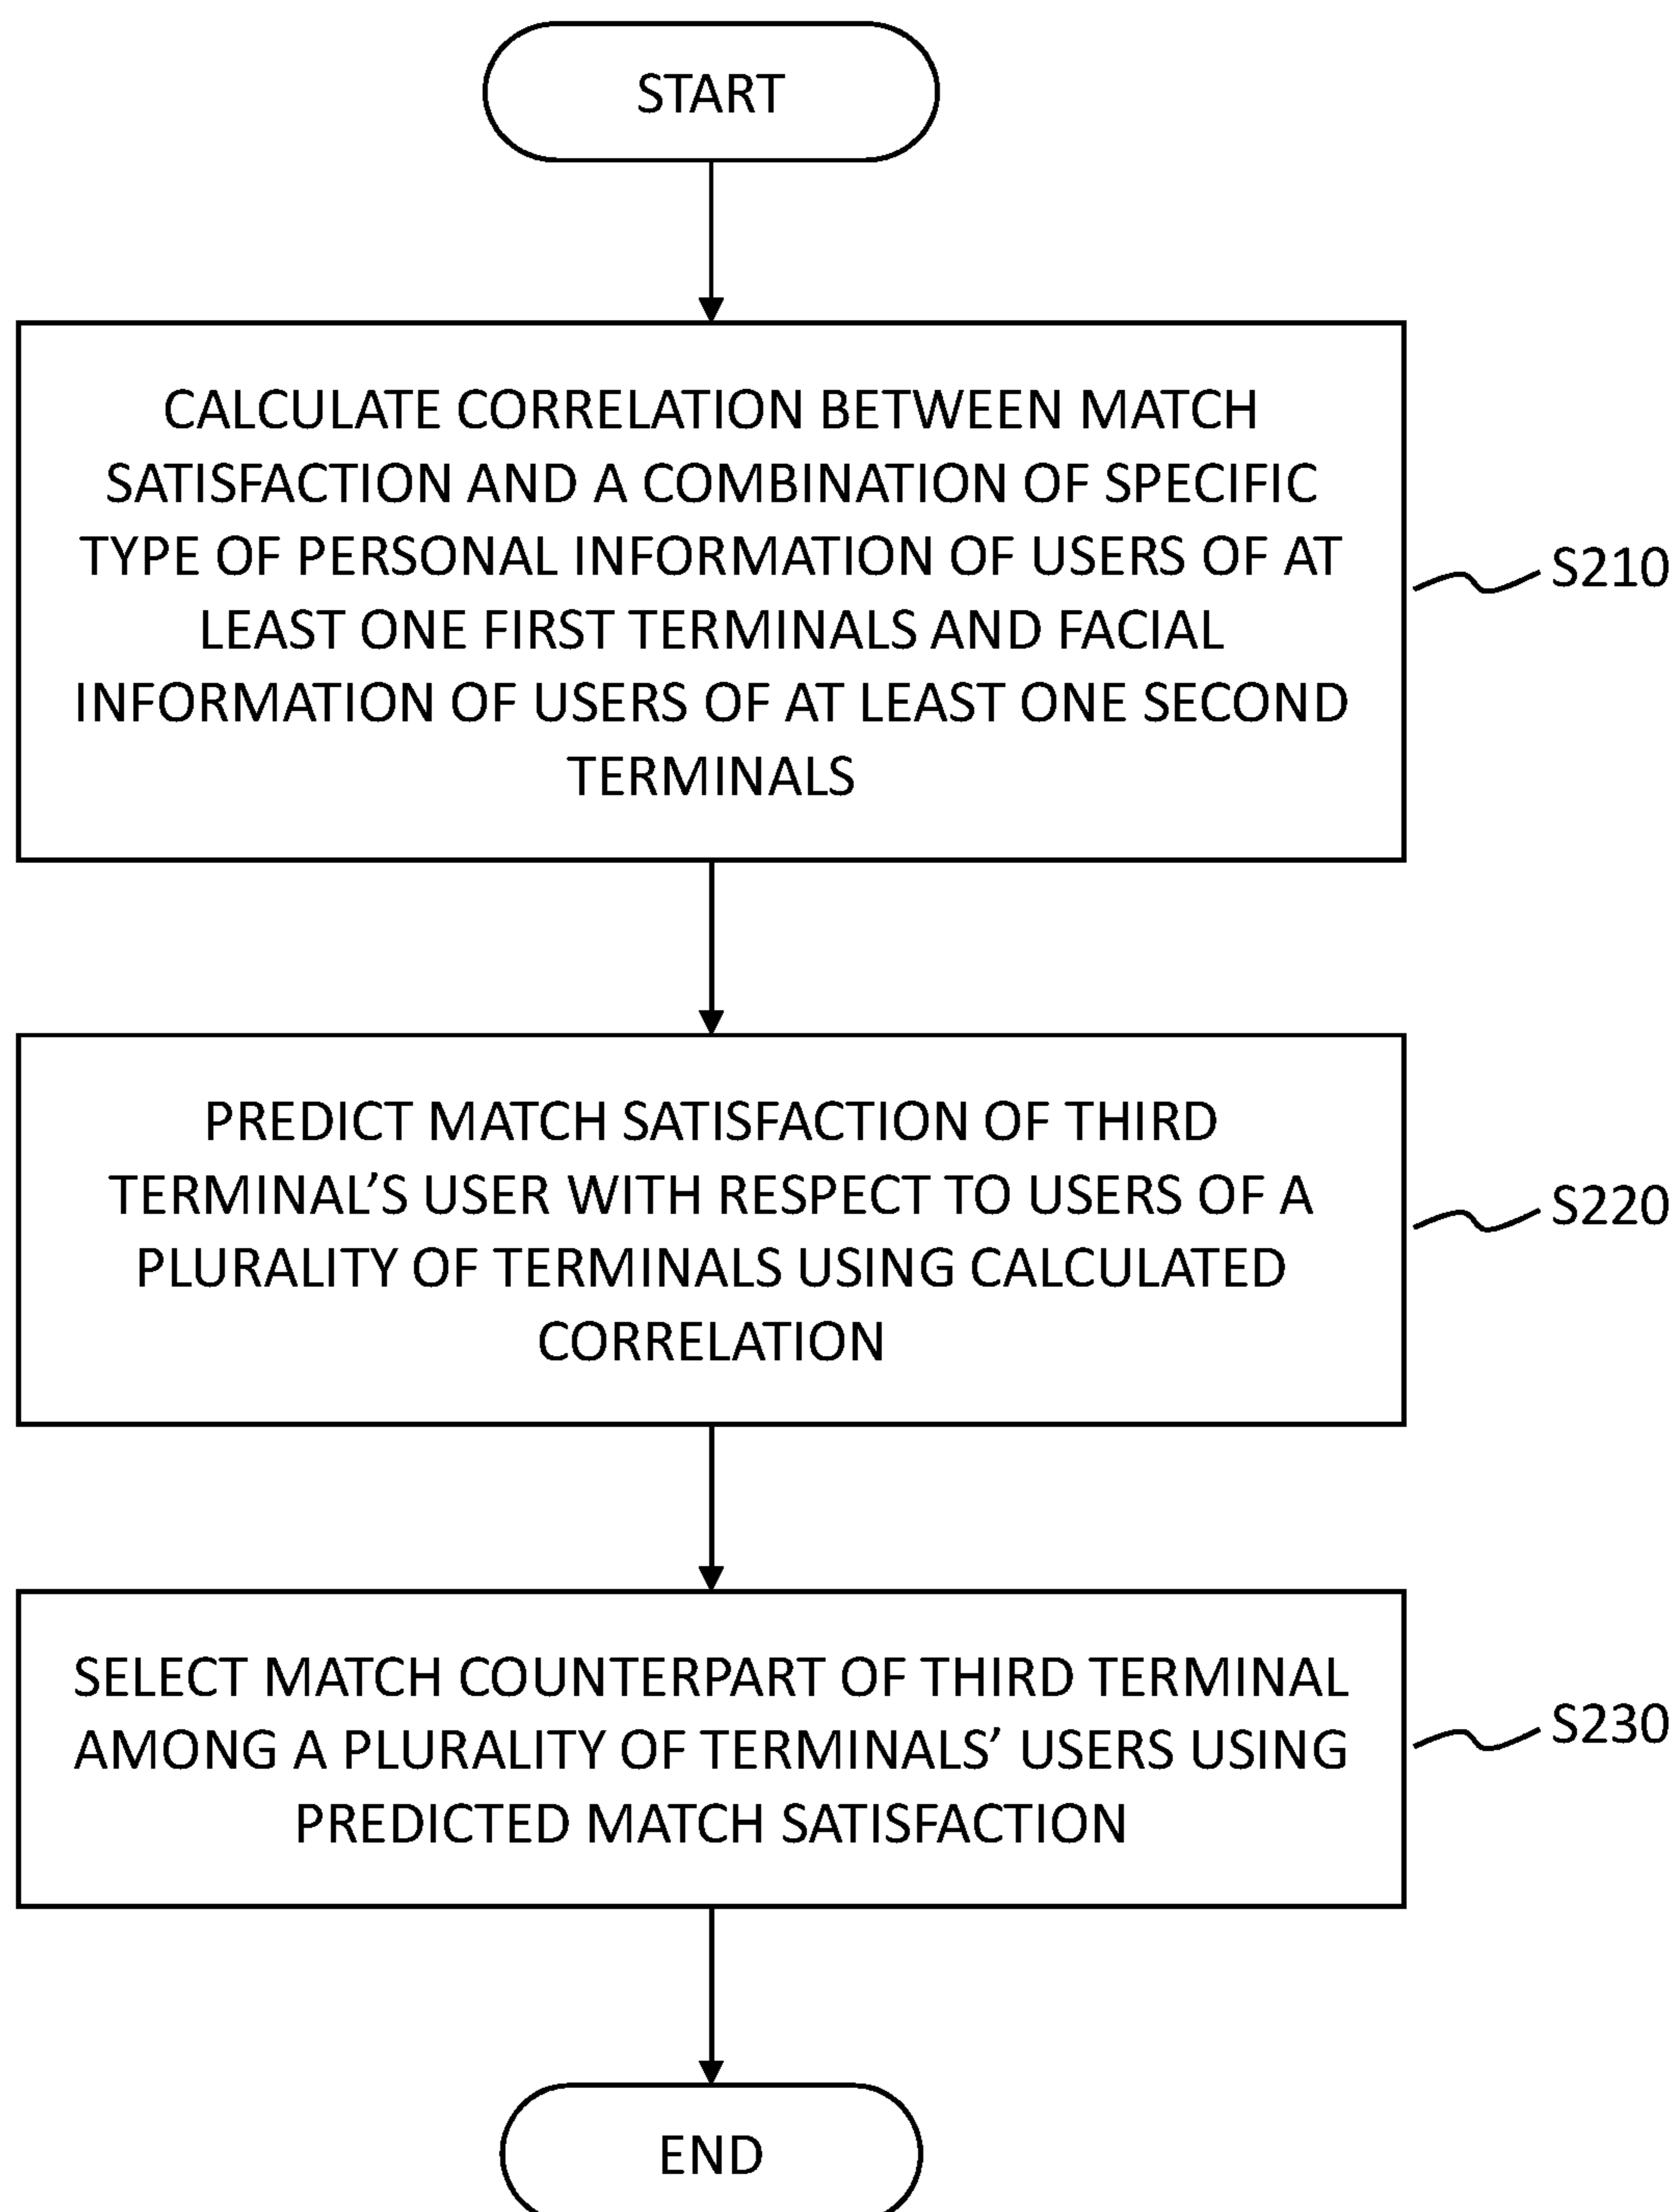 START
CALCULATE CORRELATION BETWEEN MATCH
SATISFACTION AND A COMBINATION OF SPECIFIC
TYPE OF PERSONAL INFORMATION OF USERS OF AT
LEAST ONE FIRST TERMINALS AND FACIAL
INFORMATION OF USERS OF AT LEAST ONE SECOND
TERMINALS
S210
PREDICT MATCH SATISFACTION OF THIRD
TERMINAL’S USER WITH RESPECT TO USERS OF A
PLURALITY OF TERMINALS USING CALCULATED
CORRELATION
S220
SELECT MATCH COUNTERPART OF THIRD TERMINAL
AMONG A PLURALITY OF TERMINALS’ USERS USING
PREDICTED MATCH SATISFACTION
S230
END